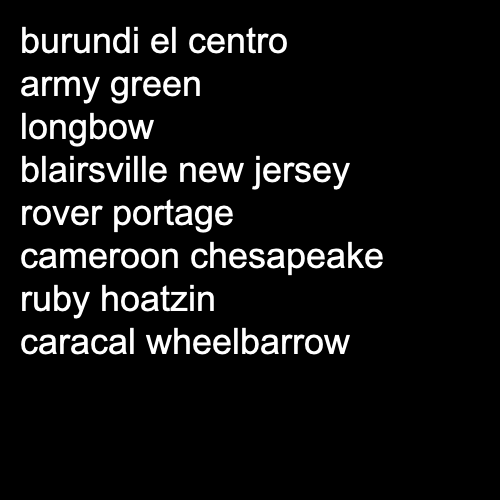 burundi el centro
army green
longbow
blairsville new jersey
rover portage
cameroon chesapeake
ruby hoatzin
caracal wheelbarrow